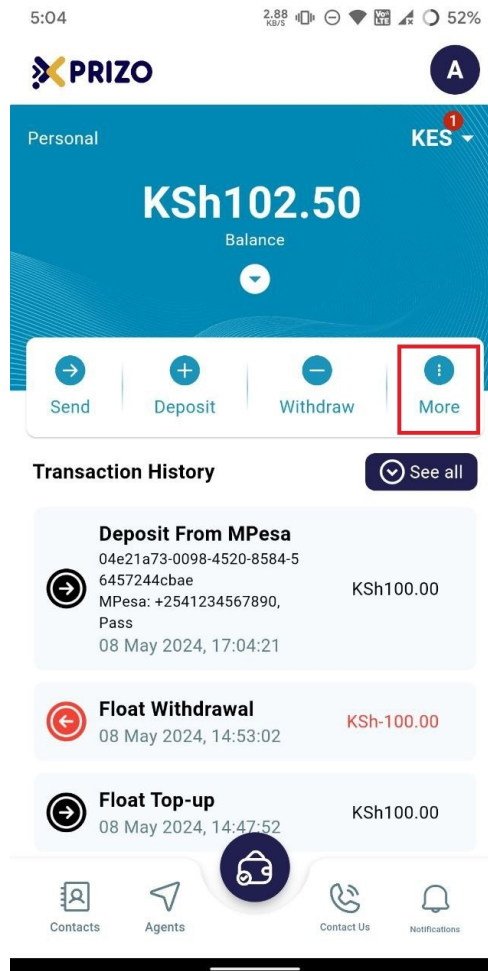 5:04
2.88 KB/S
Vo LTE
52%
PRIZO
A
Personal
1
KES
KSh102.50
Balance
Send
Deposit
Withdraw
More
Transaction History
See all
Deposit From MPesa
04e21a73-0098-4520-8584-5
6457244cbae
MPesa: +2541234567890,
Pass
KSh100.00
08 May 2024, 17:04:21
Float Withdrawal
KSh-100.00
08 May 2024, 14:53:02
Float Top-up
KSh100.00
08 May 2024, 14:47:52
Contacts
Agents
Contact Us
Notifications